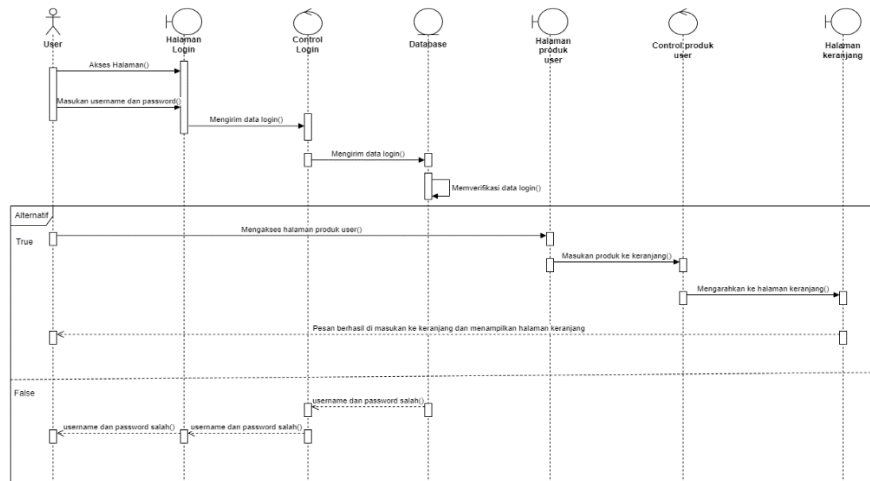 User
Halaman
Login
Control
Login
Database
Halaman
produk
user
Control produk
user
Halaman
keranjang
Akses Halaman()
Masukan username dan password()
Mengirim data login()
Mengirim data login()
Memverifikasi data login()
Alternatif
True
Mengakses halaman produk user()
Masukan produk ke keranjang()
Mengarahkan ke halaman keranjang()
Pesan berhasil di masukan ke keranjang dan menampilkan halaman keranjang
False
username dan password salah()
username dan password salah()
username dan password salah()